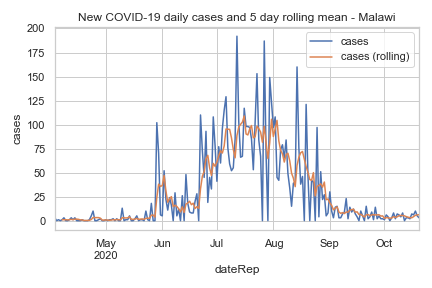 New COVID-19 daily cases and 5 day rolling mean - Malawi
cases
cases (rolling)
200
175
150
125
100
75
50
25
0
cases
May
2020
Jun
Jul
Aug
Sep
Oct
dateRep